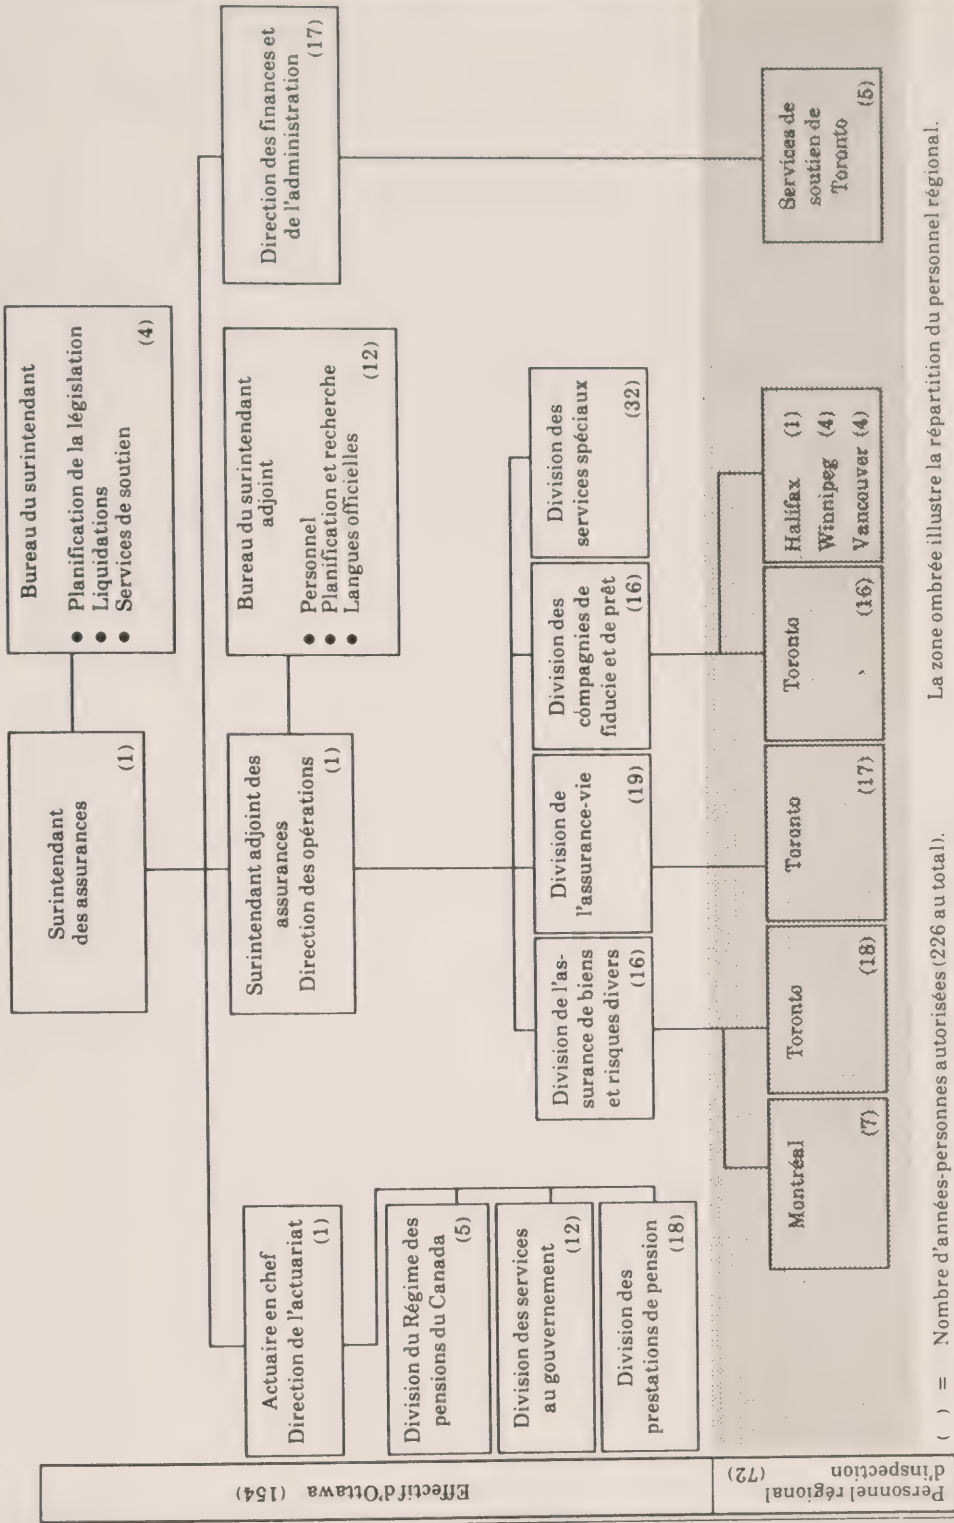 Surintendant
des assurances
(1)
Bureau du surintendant
• Planification de la législation
• Liquidations
• Services de soutien
(4)
Actuaire en chef
Direction de l'actuariat
(1)
Surintendant adjoint des
assurances
Direction des opérations
(1)
Bureau du surintendant
adjoint
• Personnel
• Planification et recherche
• Langues officielles
(12)
Direction des finances et
de l'administration
(17)
Division du Régime des
pensions du Canada
(5)
Division des services
au gouvernement
(12)
Division des
prestations de pension
(18)
Division de l'as-
surance de biens
et risques divers
(16)
Division de
l'assurance-vie
(19)
Division des
compagnies de
fiducie et de prêt
(16)
Division des
services spéciaux
(32)
Montréal
(7)
Toronto
(18)
Toronto
(17)
Toronto
(16)
Halifax (1)
Winnipeg (4)
Vancouver (4)
Services de
soutien de
Toronto
(5)
Effectif d'Ottawa (154)
Personnel régional
d'inspection (72)
( ) = Nombre d'années-personnes autorisées (226 au total).
La zone ombrée illustre la répartition du personnel régional.